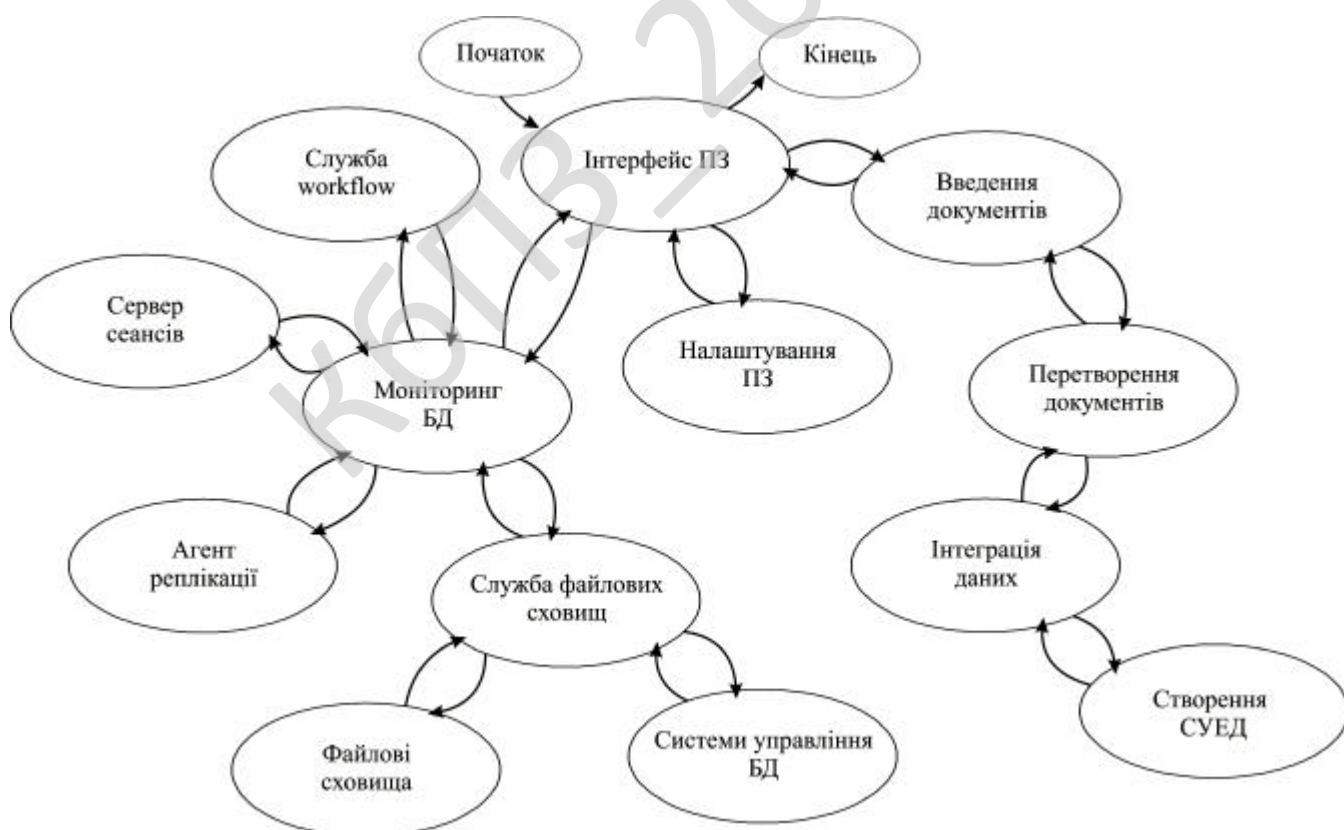 Початок
Кінець
Служба
workflow
Інтерфейс ПЗ
Введення
документів
Сервер
сеансів
Налаштування
ПЗ
Перетворення
документів
Моніторинг
БД
Агент
реплікації
Служба файлових
сховищ
Інтеграція
даних
Файлові
сховища
Системи управління
БД
Створення
СУЕД